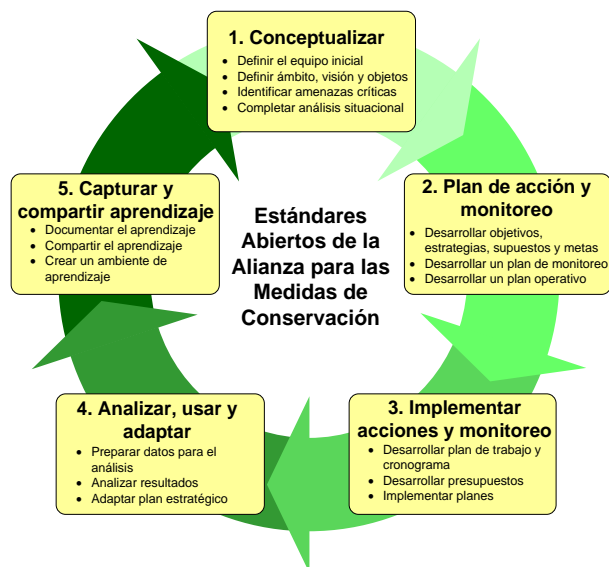 1. Conceptualizar
• Definir el equipo inicial
• Definir ámbito, visión y objetos
• Identificar amenazas críticas
• Completar análisis situacional
2. Plan de acción y
monitoreo
• Desarrollar objetivos,
estrategias, supuestos y metas
• Desarrollar un plan de monitoreo
• Desarrollar un plan operativo
3. Implementar
acciones y monitoreo
• Desarrollar plan de trabajo y
cronograma
• Desarrollar presupuestos
• Implementar planes
4. Analizar, usar y
adaptar
• Preparar datos para el
análisis
• Analizar resultados
• Adaptar plan estratégico
5. Capturar y
compartir aprendizaje
• Documentar el aprendizaje
• Compartir el aprendizaje
• Crear un ambiente de
aprendizaje
Estándares
Abiertos de la
Alianza para las
Medidas de
Conservación